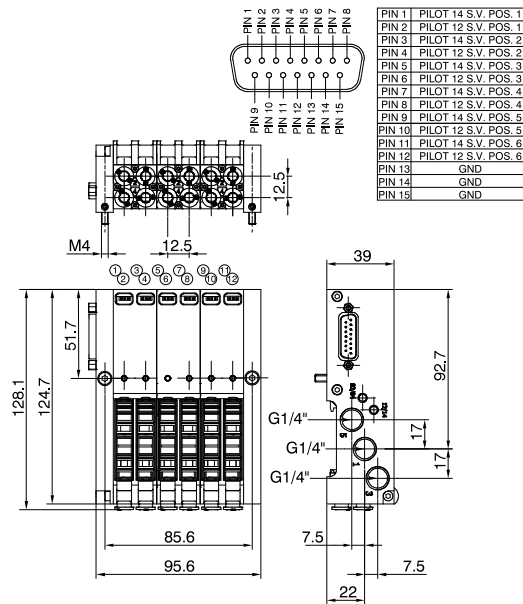 PIN 1
PIN 2
PIN 3
PIN 4
PIN 5
PIN 6
PIN 7
PIN 8
PIN 9
PIN 10
PIN 11
PIN 12
PIN 13
PIN 14
PIN 15
PIN 1 PILOT 14 S.V. POS. 1
PIN 2 PILOT 12 S.V. POS. 1
PIN 3 PILOT 14 S.V. POS. 2
PIN 4 PILOT 12 S.V. POS. 2
PIN 5 PILOT 14 S.V. POS. 3
PIN 6 PILOT 12 S.V. POS. 3
PIN 7 PILOT 14 S.V. POS. 4
PIN 8 PILOT 12 S.V. POS. 4
PIN 9 PILOT 14 S.V. POS. 5
PIN 10 PILOT 12 S.V. POS. 5
PIN 11 PILOT 14 S.V. POS. 6
PIN 12 PILOT 12 S.V. POS. 6
PIN 13 GND
PIN 14 GND
PIN 15 GND
12.5
M4
12.5
39
1 3 5 7 9 11
2 4 6 8 10 12
51.7
124.7
128.1
92.7
G1/4"
5
17
G1/4"
1
17
G1/4"
3
85.6
95.6
7.5
7.5
22